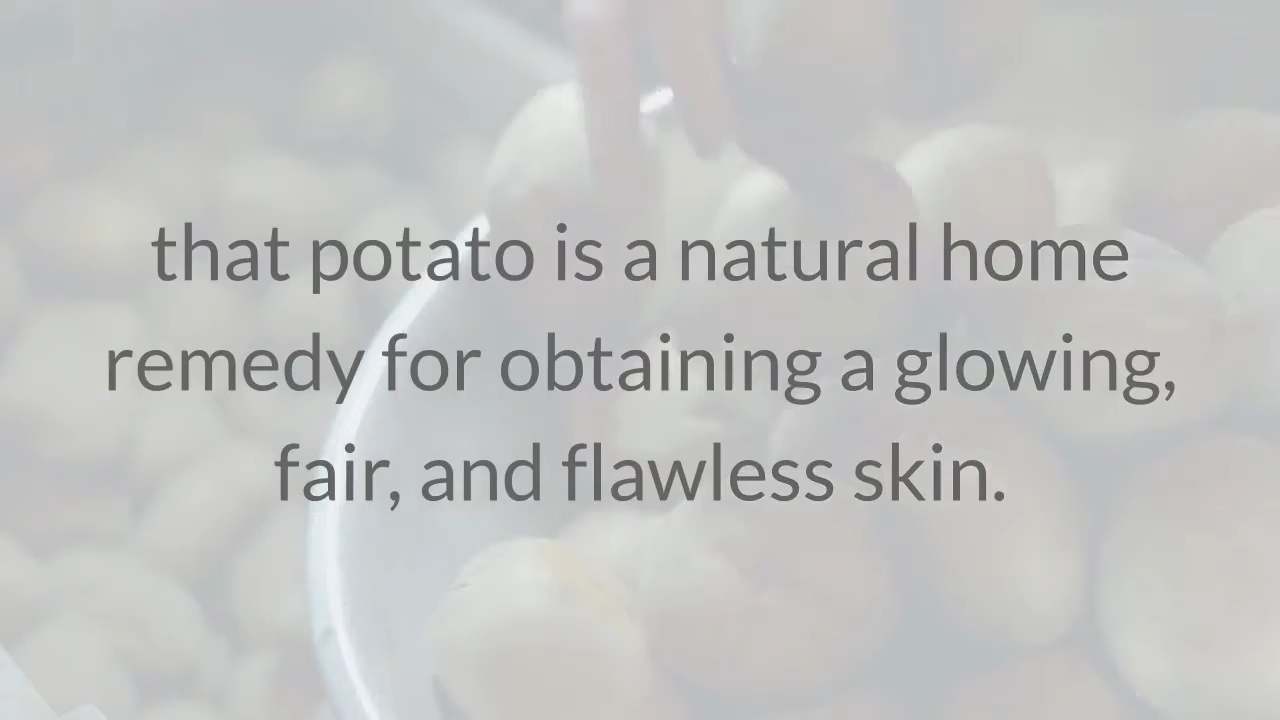 that potato is a natural home
remedy for obtaining a glowing,
fair, and flawless skin.